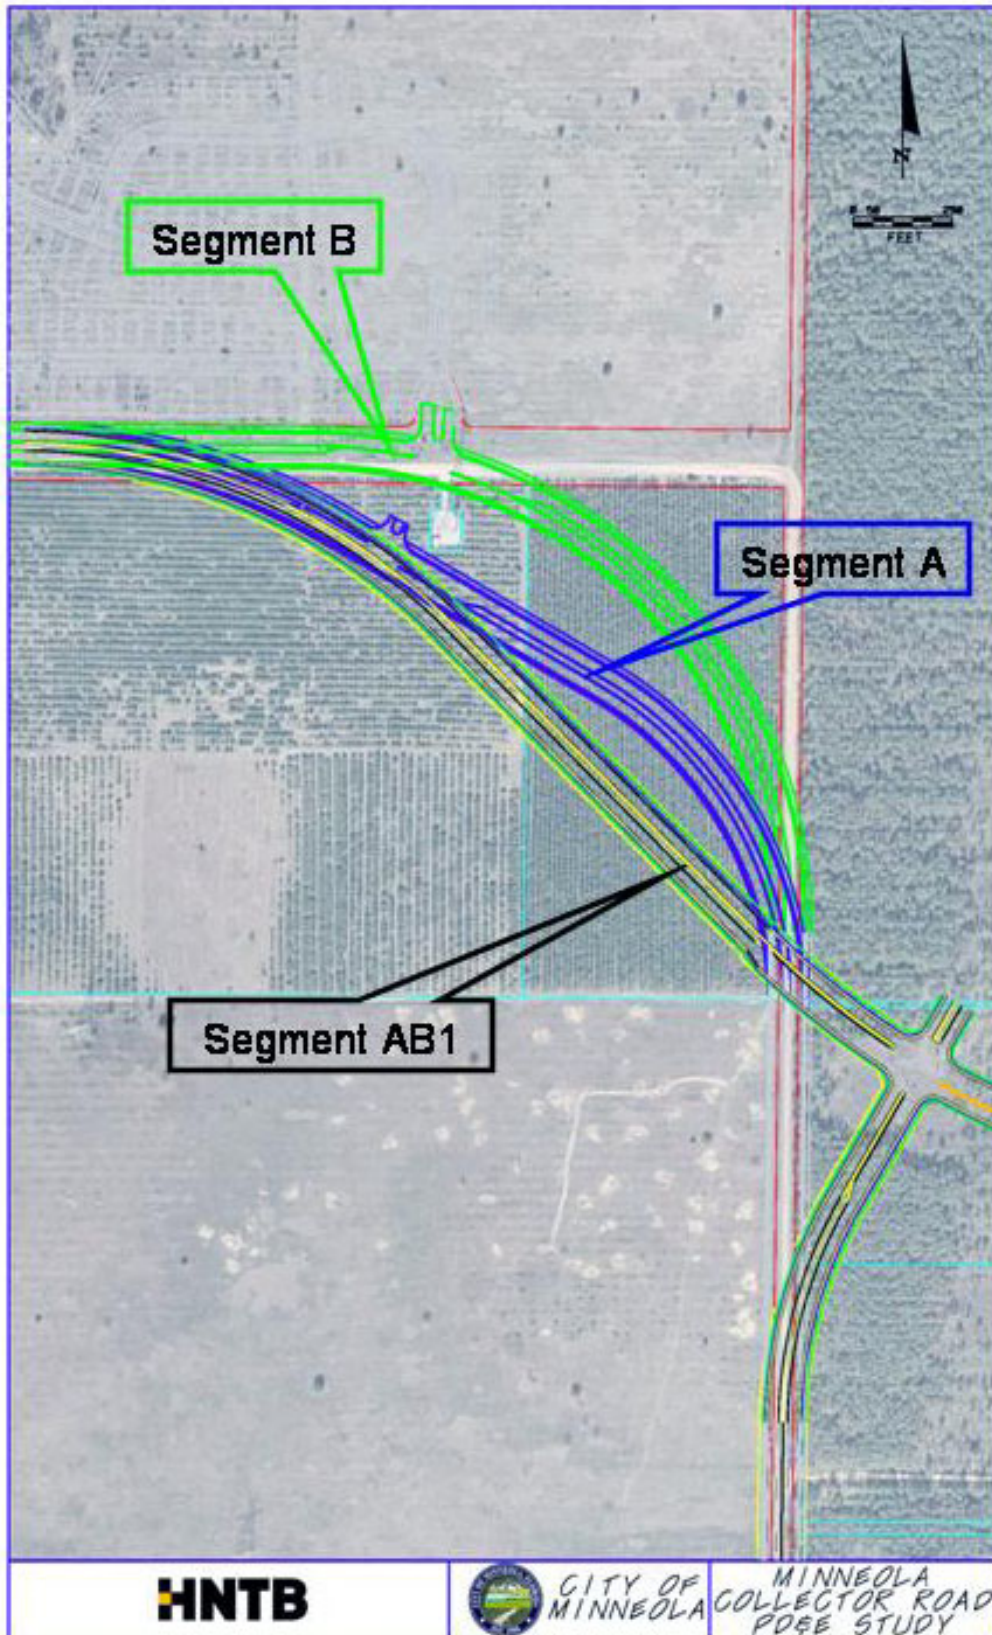 N
FEET
Segment B
Segment A
Segment AB1
HNTB
CITY OF
MINNEOLA
MINNEOLA
COLLECTOR ROAD
PD&E STUDY